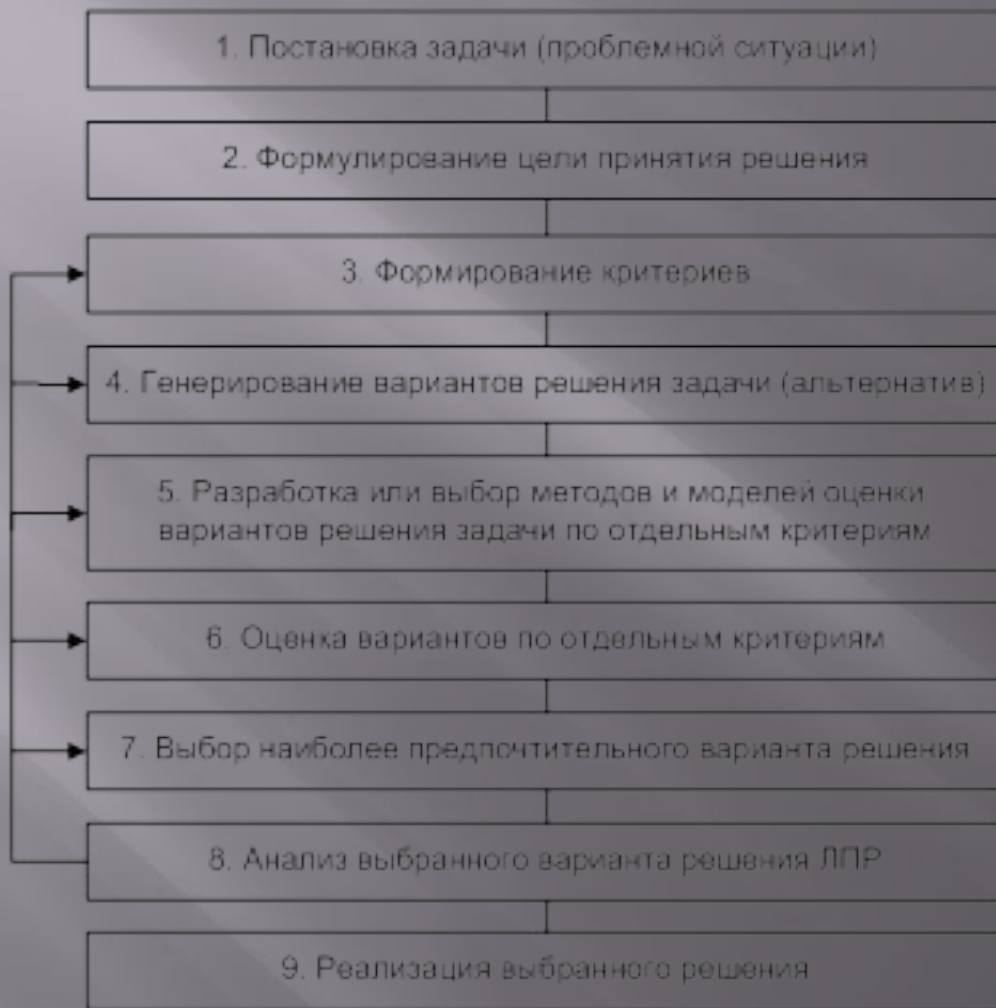 1. Постановка задачи (проблемной ситуации)
2. Формулирование цели принятия решения
3. Формирование критериев
4. Генерирование вариантов решения задачи (альтернатив)
5. Разработка или выбор методов и моделей оценки
вариантов решения задачи по отдельным критериям
6. Оценка вариантов по отдельным критериям
7. Выбор наиболее предпочтительного варианта решения
8. Анализ выбранного варианта решения ЛПР
9. Реализация выбранного решения